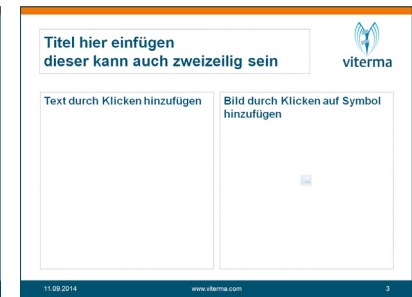 Titel hier einfügen
dieser kann auch zweizeilig sein
viterma
Text durch Klicken hinzufügen
Bild durch Klicken auf Symbol
hinzufügen
11.09.2014
www.viterma.com
3